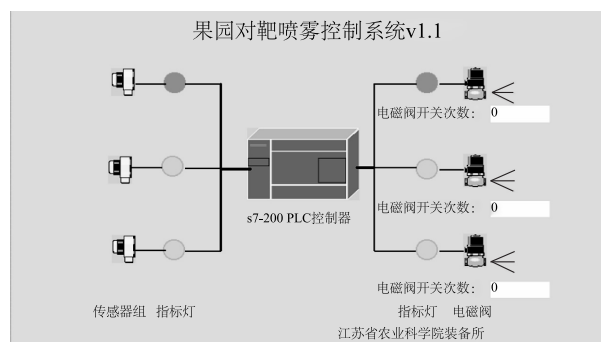 果园对靶喷雾控制系统v1.1
电磁阀开关次数： 0
s7-200 PLC控制器
电磁阀开关次数： 0
电磁阀开关次数： 0
传感器组 指标灯 指标灯 电磁阀
江苏省农业科学院装备所